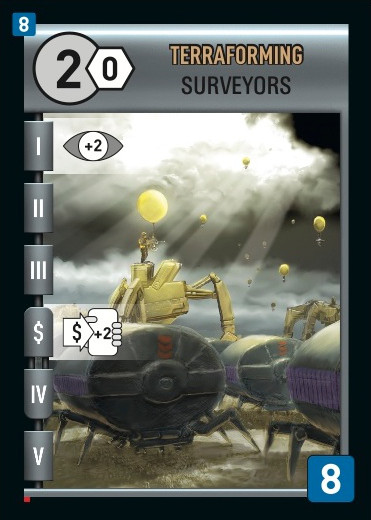 8
2 0
TERRAFORMING
SURVEYORS
I
+2
II
III
$
$ +2
IV
V
8